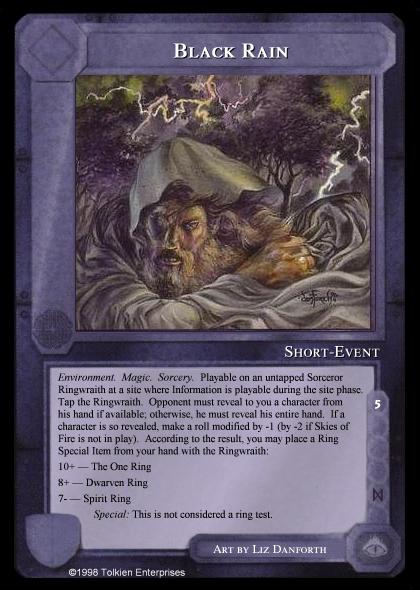 BLACK RAIN
SHORT-EVENT
Environment. Magic. Sorcery. Playable on an untapped Sorceror
Ringwraith at a site where Information is playable during the site phase.
Tap the Ringwraith. Opponent must reveal to you a character from
his hand if available; otherwise, he must reveal his entire hand. If a
character is so revealed, make a roll modified by -1 (by -2 if Skies of
Fire is not in play). According to the result, you may place a Ring
Special Item from your hand with the Ringwraith:
10+ — The One Ring
8+ — Dwarven Ring
7- — Spirit Ring
Special: This is not considered a ring test.
5
ART BY LIZ DANFORTH
©1998 Tolkien Enterprises